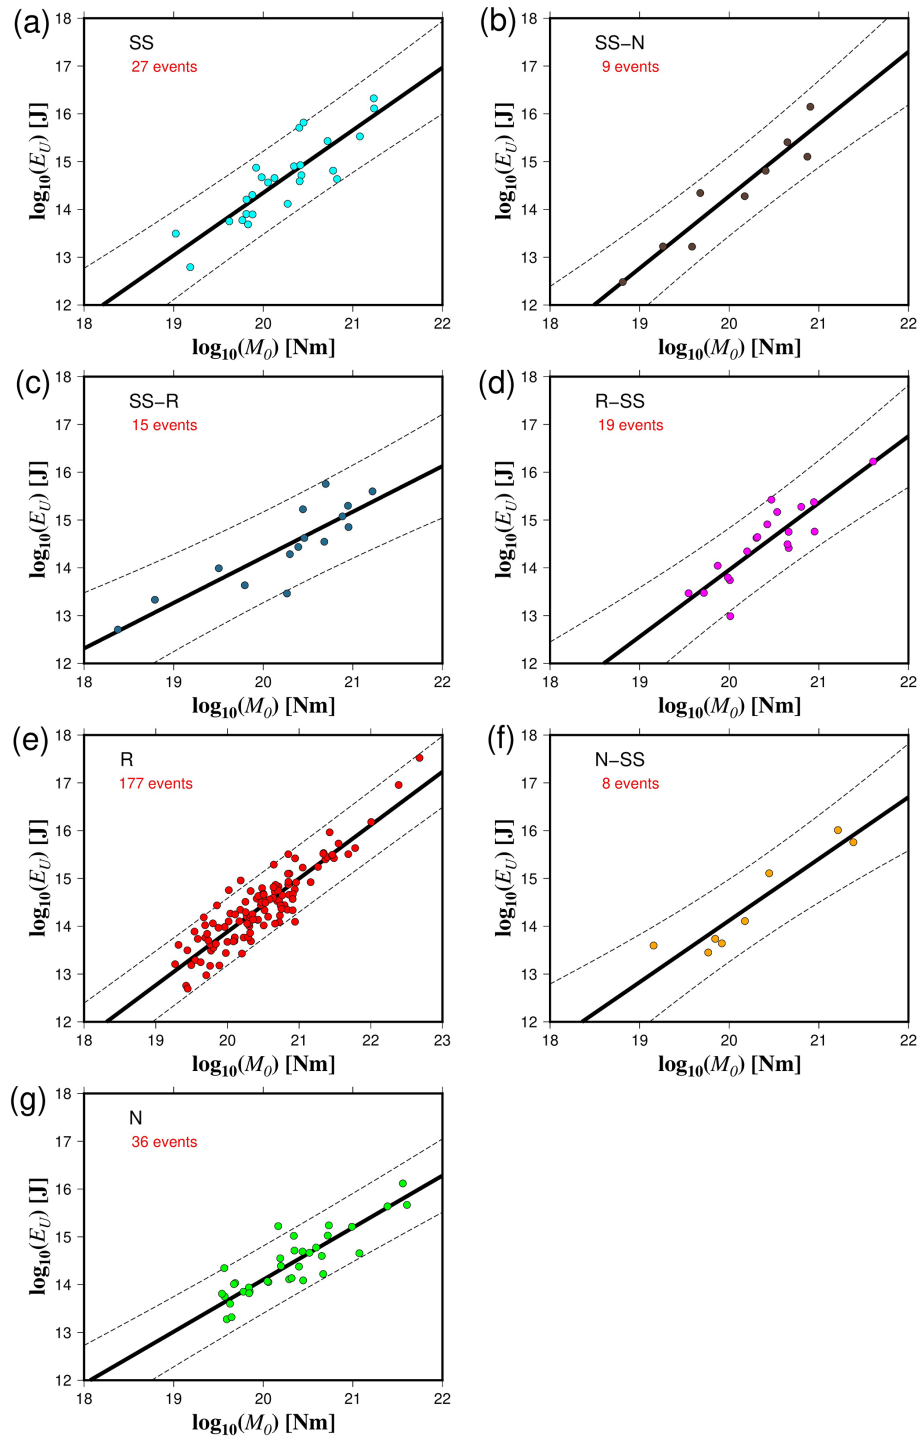 (a)
SS
27 events
18
17
16
15
14
13
12
log10(EU) [J]
18 19 20 21 22
log10(M0) [Nm]
(b)
SS−N
9 events
18
17
16
15
14
13
12
log10(EU) [J]
18 19 20 21 22
log10(M0) [Nm]
(c)
SS−R
15 events
18
17
16
15
14
13
12
log10(EU) [J]
18 19 20 21 22
log10(M0) [Nm]
(d)
R−SS
19 events
18
17
16
15
14
13
12
log10(EU) [J]
18 19 20 21 22
log10(M0) [Nm]
(e)
R
177 events
18
17
16
15
14
13
12
log10(EU) [J]
18 19 20 21 22 23
log10(M0) [Nm]
(f)
N−SS
8 events
18
17
16
15
14
13
12
log10(EU) [J]
18 19 20 21 22
log10(M0) [Nm]
(g)
N
36 events
18
17
16
15
14
13
12
log10(EU) [J]
18 19 20 21 22
log10(M0) [Nm]